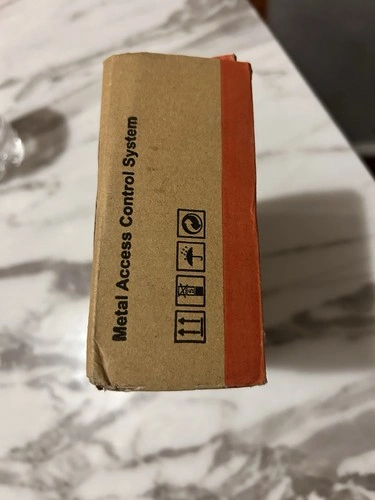 Metal Access Control System